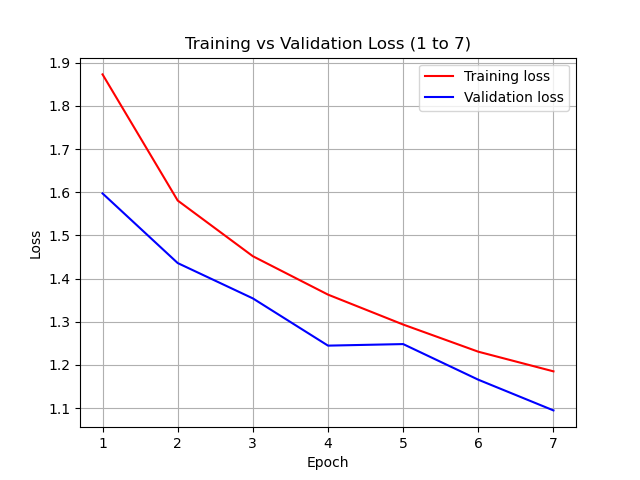 Training vs Validation Loss (1 to 7)
Training loss
Validation loss
Loss
1.9
1.8
1.7
1.6
1.5
1.4
1.3
1.2
1.1
1 2 3 4 5 6 7
Epoch